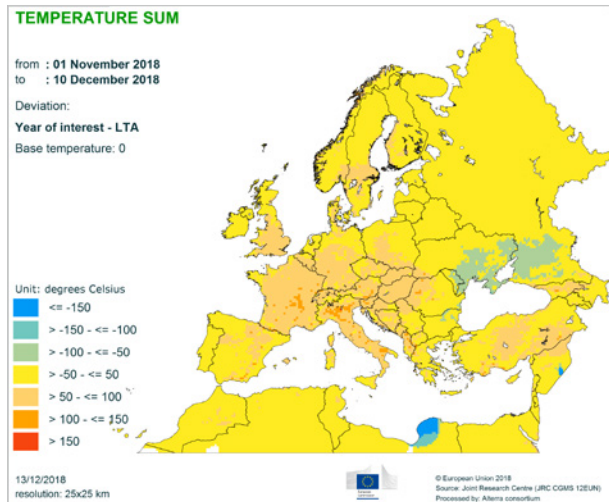 TEMPERATURE SUM
from : 01 November 2018
to : 10 December 2018
Deviation:
Year of interest - LTA
Base temperature: 0
Unit: degrees Celsius
<= -150
> -150 - <= -100
> -100 - <= -50
> -50 - <= 50
> 50 - <= 100
> 100 - <= 150
> 150
13/12/2018
resolution: 25x25 km
© European Union 2018
Source: Joint Research Centre (JRC CGMS 12EUN)
Processed by: Alterra consortium